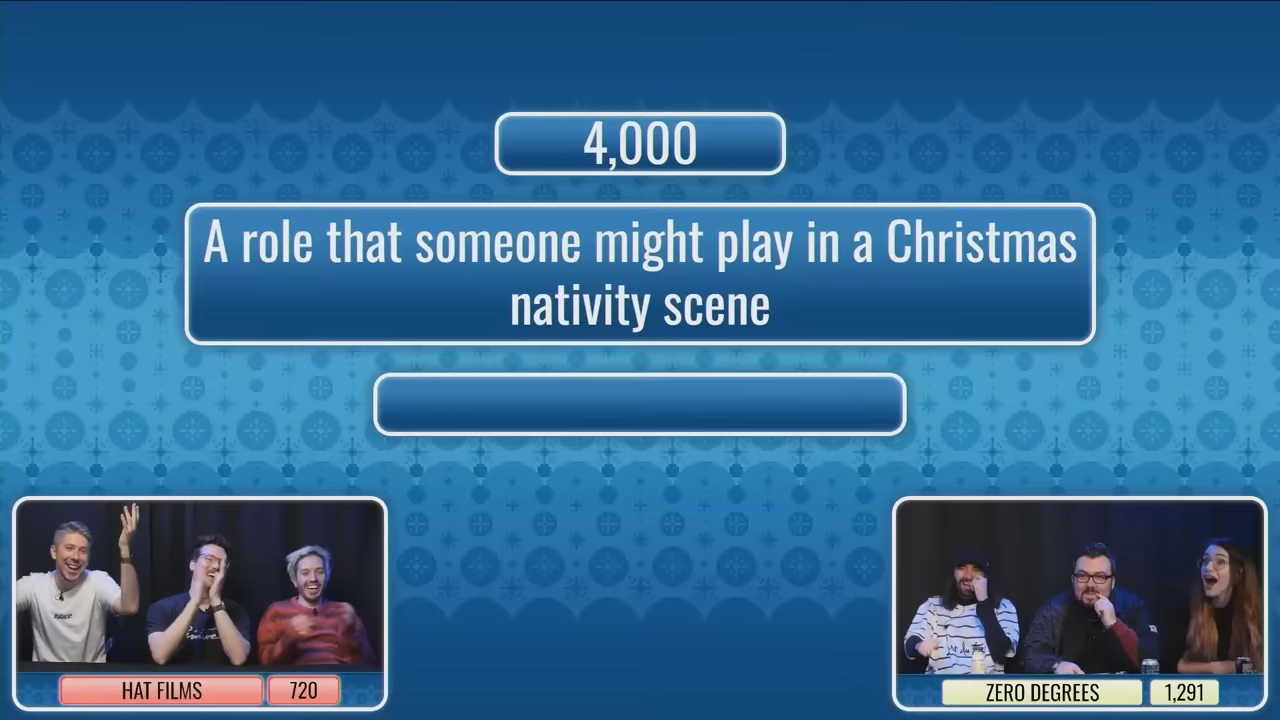 4,000
A role that someone might play in a Christmas
nativity scene
HAT FILMS
720
ZERO DEGREES
1,291